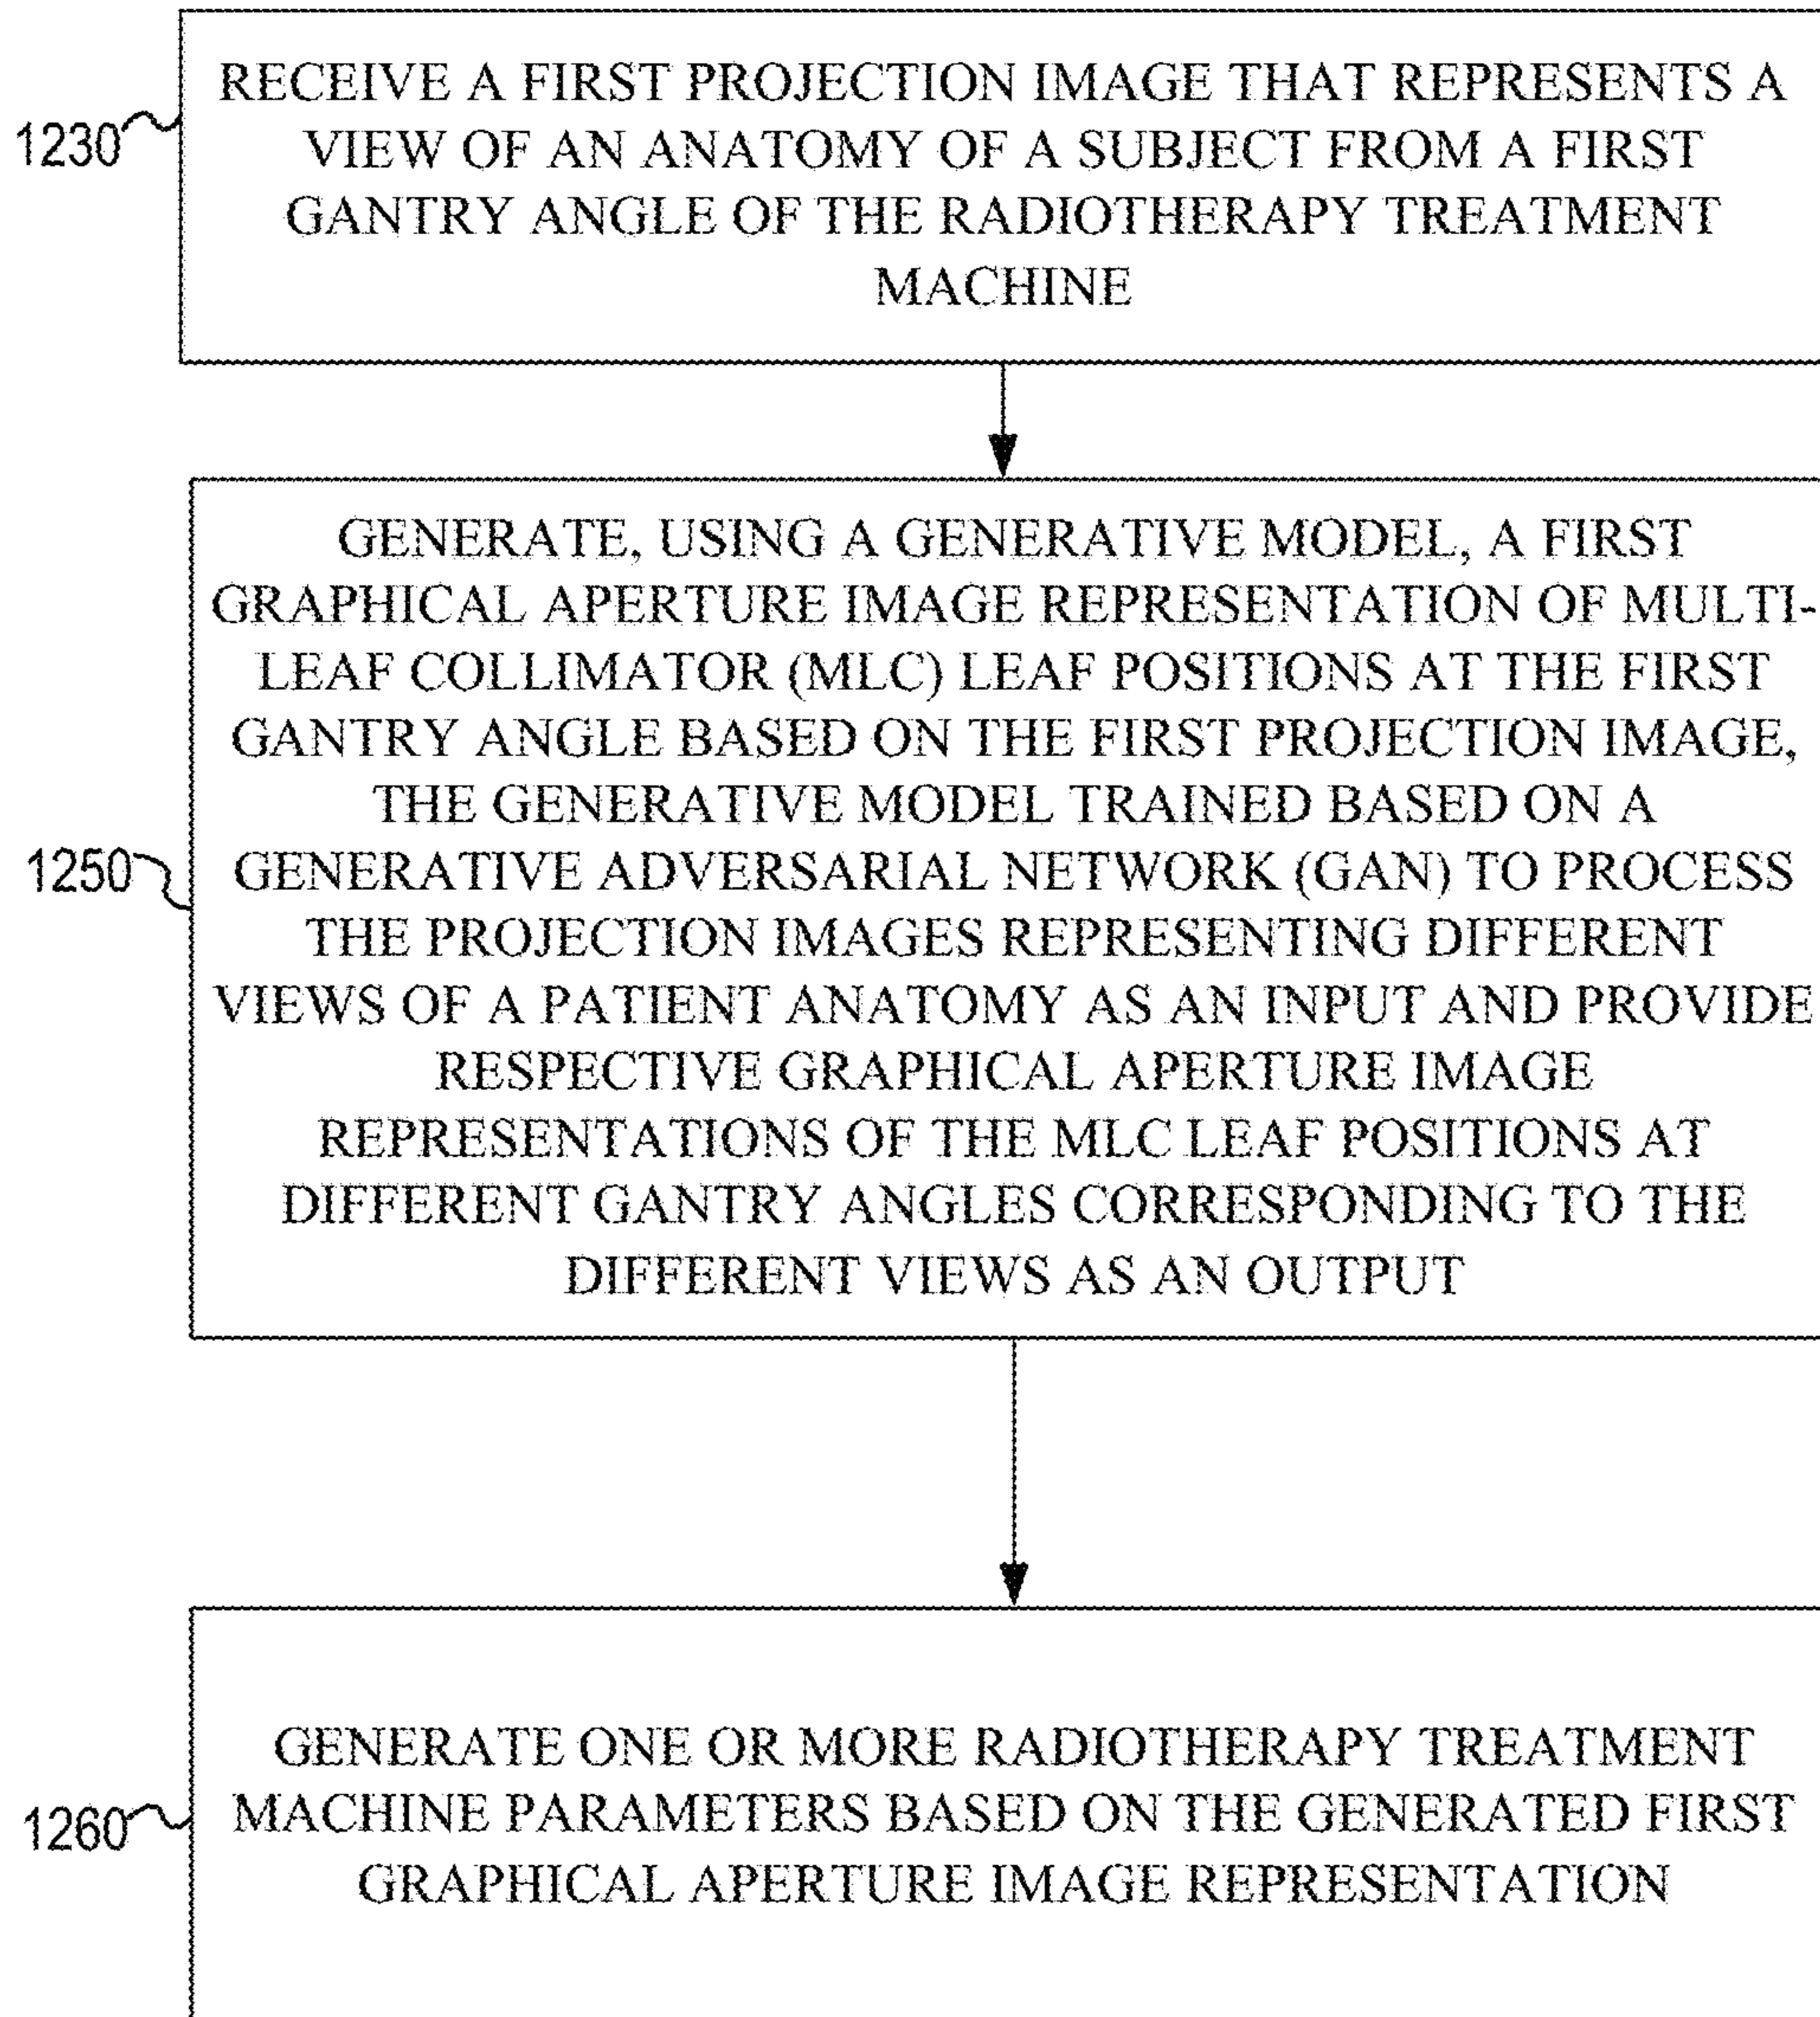 RECEIVE A FIRST PROJECTION IMAGE THAT REPRESENTS A
1230
VIEW OF AN ANATOMY OF A SUBJECT FROM A FIRST
GANTRY ANGLE OF THE RADIOTHERAPY TREATMENT
MACHINE
GENERATE, USING A GENERATIVE MODEL, A FIRST
GRAPHICAL APERTURE IMAGE REPRESENTATION OF MULTI-
LEAF COLLIMATOR (MLC) LEAF POSITIONS AT THE FIRST
GANTRY ANGLE BASED ON THE FIRST PROJECTION IMAGE,
THE GENERATIVE MODEL TRAINED BASED ON A
1250
GENERATIVE ADVERSARIAL NETWORK (GAN) TO PROCESS
THE PROJECTION IMAGES REPRESENTING DIFFERENT
VIEWS OF A PATIENT ANATOMY AS AN INPUT AND PROVIDE
RESPECTIVE GRAPHICAL APERTURE IMAGE
REPRESENTATIONS OF THE MLC LEAF POSITIONS AT
DIFFERENT GANTRY ANGLES CORRESPONDING TO THE
DIFFERENT VIEWS AS AN OUTPUT
GENERATE ONE OR MORE RADIOTHERAPY TREATMENT
1260
MACHINE PARAMETERS BASED ON THE GENERATED FIRST
GRAPHICAL APERTURE IMAGE REPRESENTATION